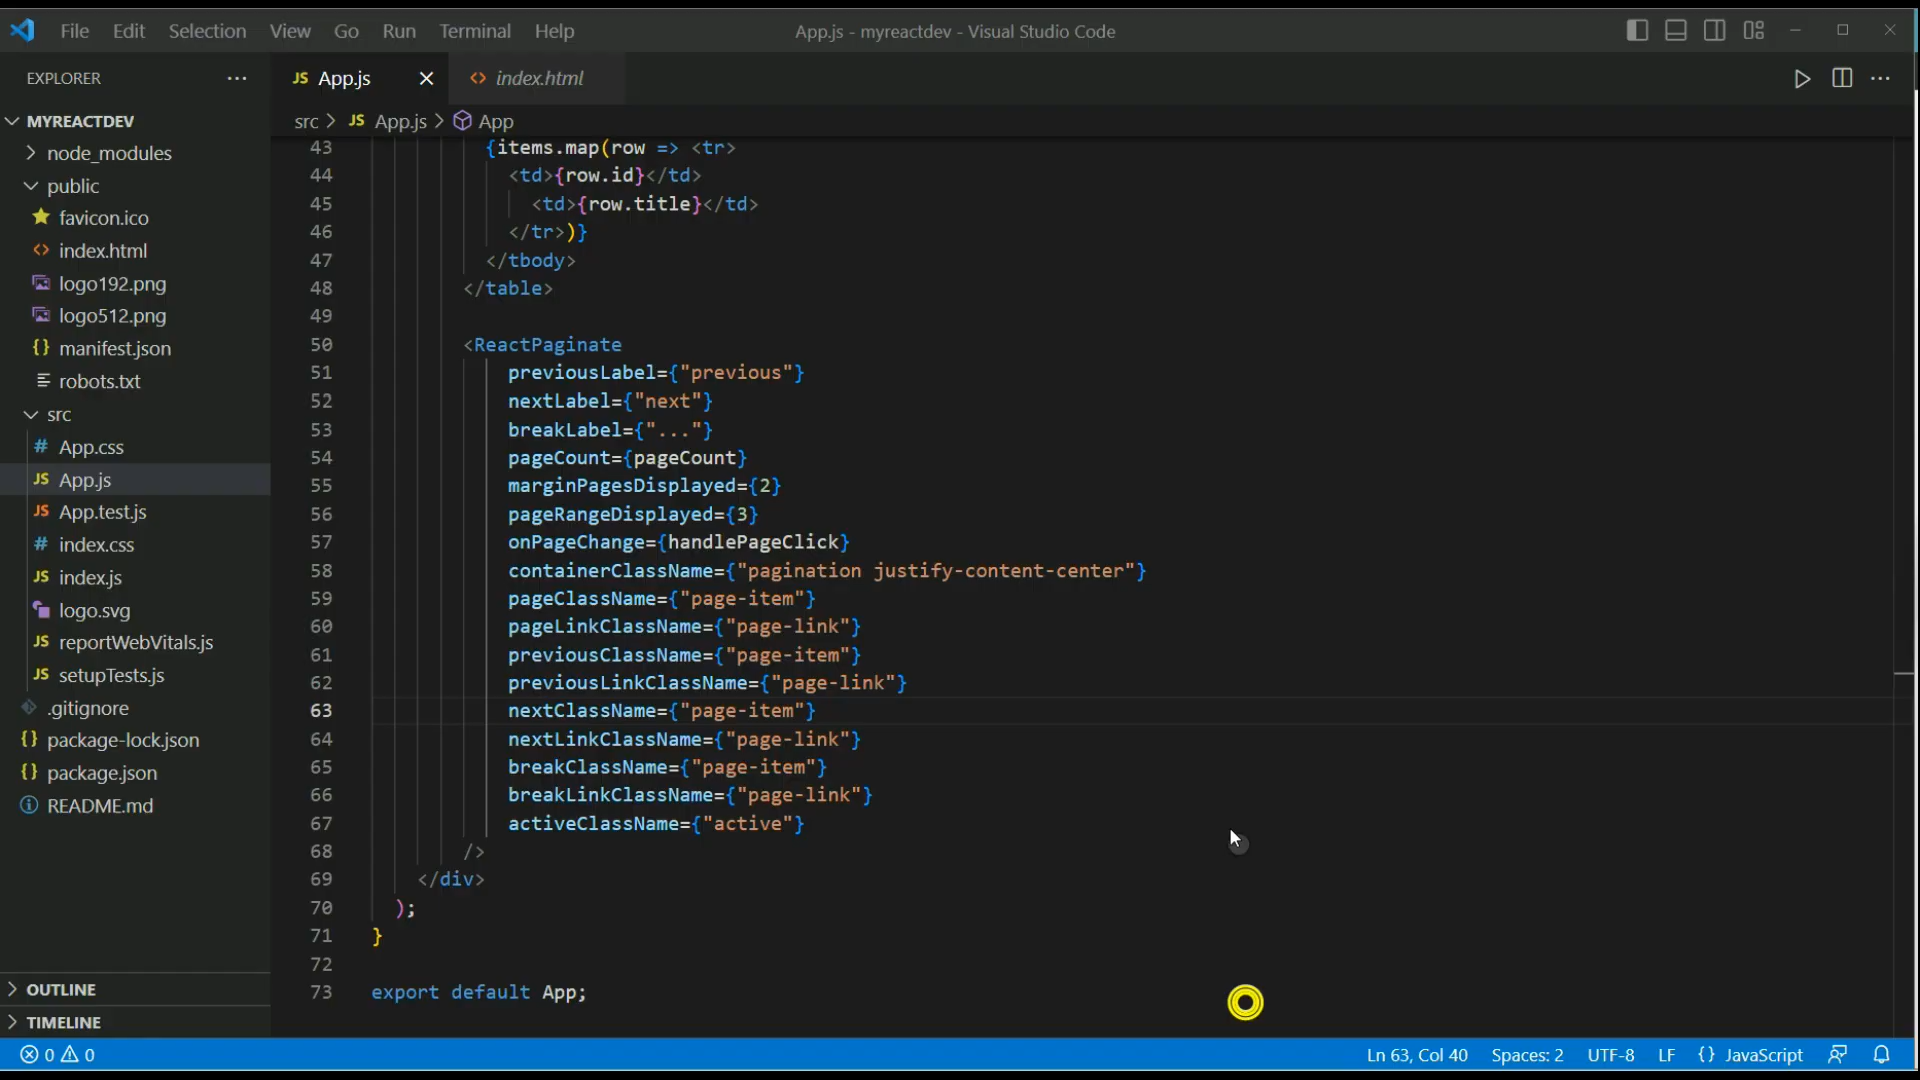 File Edit Selection View Go Run Terminal Help
App.js - myreactdev - Visual Studio Code
EXPLORER
JS App.js
<> index.html
MYREACTDEV
src > JS App.js > App
node_modules
public
favicon.ico
<> index.html
logo192.png
logo512.png
{} manifest.json
robots.txt
src
# App.css
JS App.js
JS App.test.js
# index.css
JS index.js
logo.svg
JS reportWebVitals.js
JS setupTests.js
.gitignore
{} package-lock.json
{} package.json
README.md
OUTLINE
TIMELINE
43 {items.map(row => <tr>
44 <td>{row.id}</td>
45 <td>{row.title}</td>
46 </tr>)}
47 </tbody>
48 </table>
49
50 <ReactPaginate
51 previousLabel={"previous"}
52 nextLabel={"next"}
53 breakLabel={"..."}
54 pageCount={pageCount}
55 marginPagesDisplayed={2}
56 pageRangeDisplayed={3}
57 onPageChange={handlePageClick}
58 containerClassName={"pagination justify-content-center"}
59 pageClassName={"page-item"}
60 pageLinkClassName={"page-link"}
61 previousClassName={"page-item"}
62 previousLinkClassName={"page-link"}
63 nextClassName={"page-item"}
64 nextLinkClassName={"page-link"}
65 breakClassName={"page-item"}
66 breakLinkClassName={"page-link"}
67 activeClassName={"active"}
68 />
69 </div>
70 );
71 }
72
73 export default App;
0 0
Ln 63, Col 40 Spaces: 2 UTF-8 LF {} JavaScript